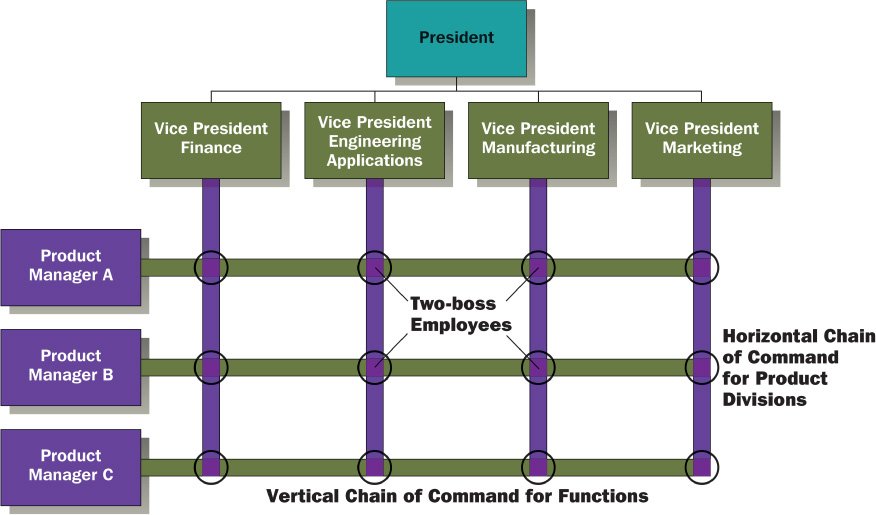 President
Vice President
Finance
Vice President
Engineering
Applications
Vice President
Manufacturing
Vice President
Marketing
Product
Manager A
Two-boss
Employees
Product
Manager B
Horizontal Chain
of Command
for Product
Divisions
Product
Manager C
Vertical Chain of Command for Functions